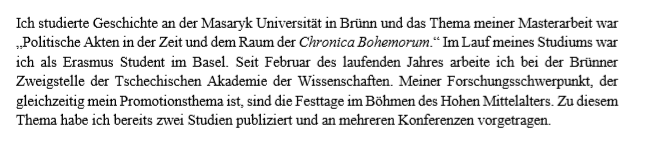 Ich studierte Geschichte an der Masaryk Universität in Brünn und das Thema meiner Masterarbeit war
„Politische Akten in der Zeit und dem Raum der Chronica Bohemorum.“ Im Lauf meines Studiums war
ich als Erasmus Student im Basel. Seit Februar des laufenden Jahres arbeite ich bei der Brünner
Zweigstelle der Tschechischen Akademie der Wissenschaften. Meiner Forschungsschwerpunkt, der
gleichzeitig mein Promotionsthema ist, sind die Festtage im Böhmen des Hohen Mittelalters. Zu diesem
Thema habe ich bereits zwei Studien publiziert und an mehreren Konferenzen vorgetragen.